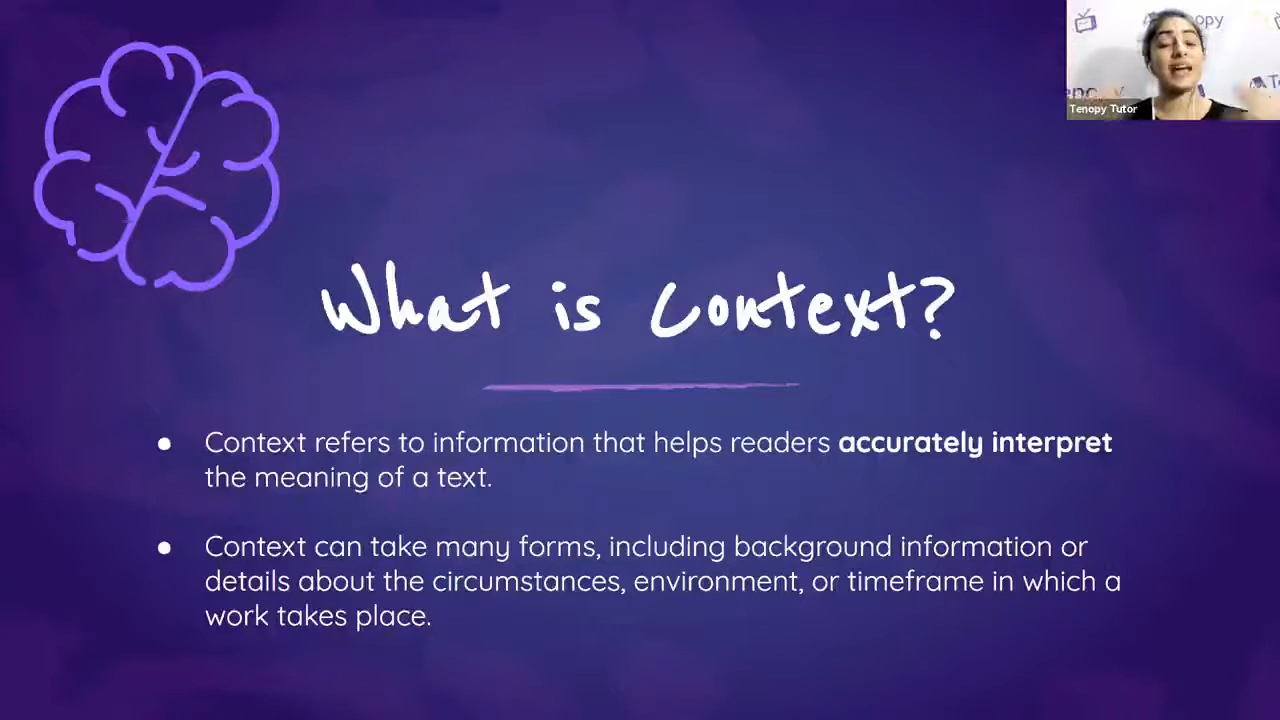 Tenopy Tutor
What is Context?
● Context refers to information that helps readers accurately interpret
the meaning of a text.
● Context can take many forms, including background information or
details about the circumstances, environment, or timeframe in which a
work takes place.